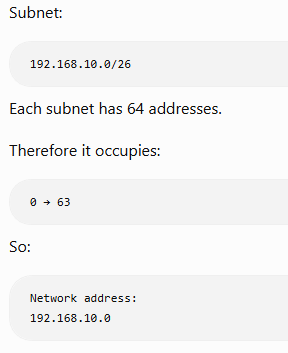 Subnet:
192.168.10.0/26
Each subnet has 64 addresses.
Therefore it occupies:
0 → 63
So:
Network address:
192.168.10.0